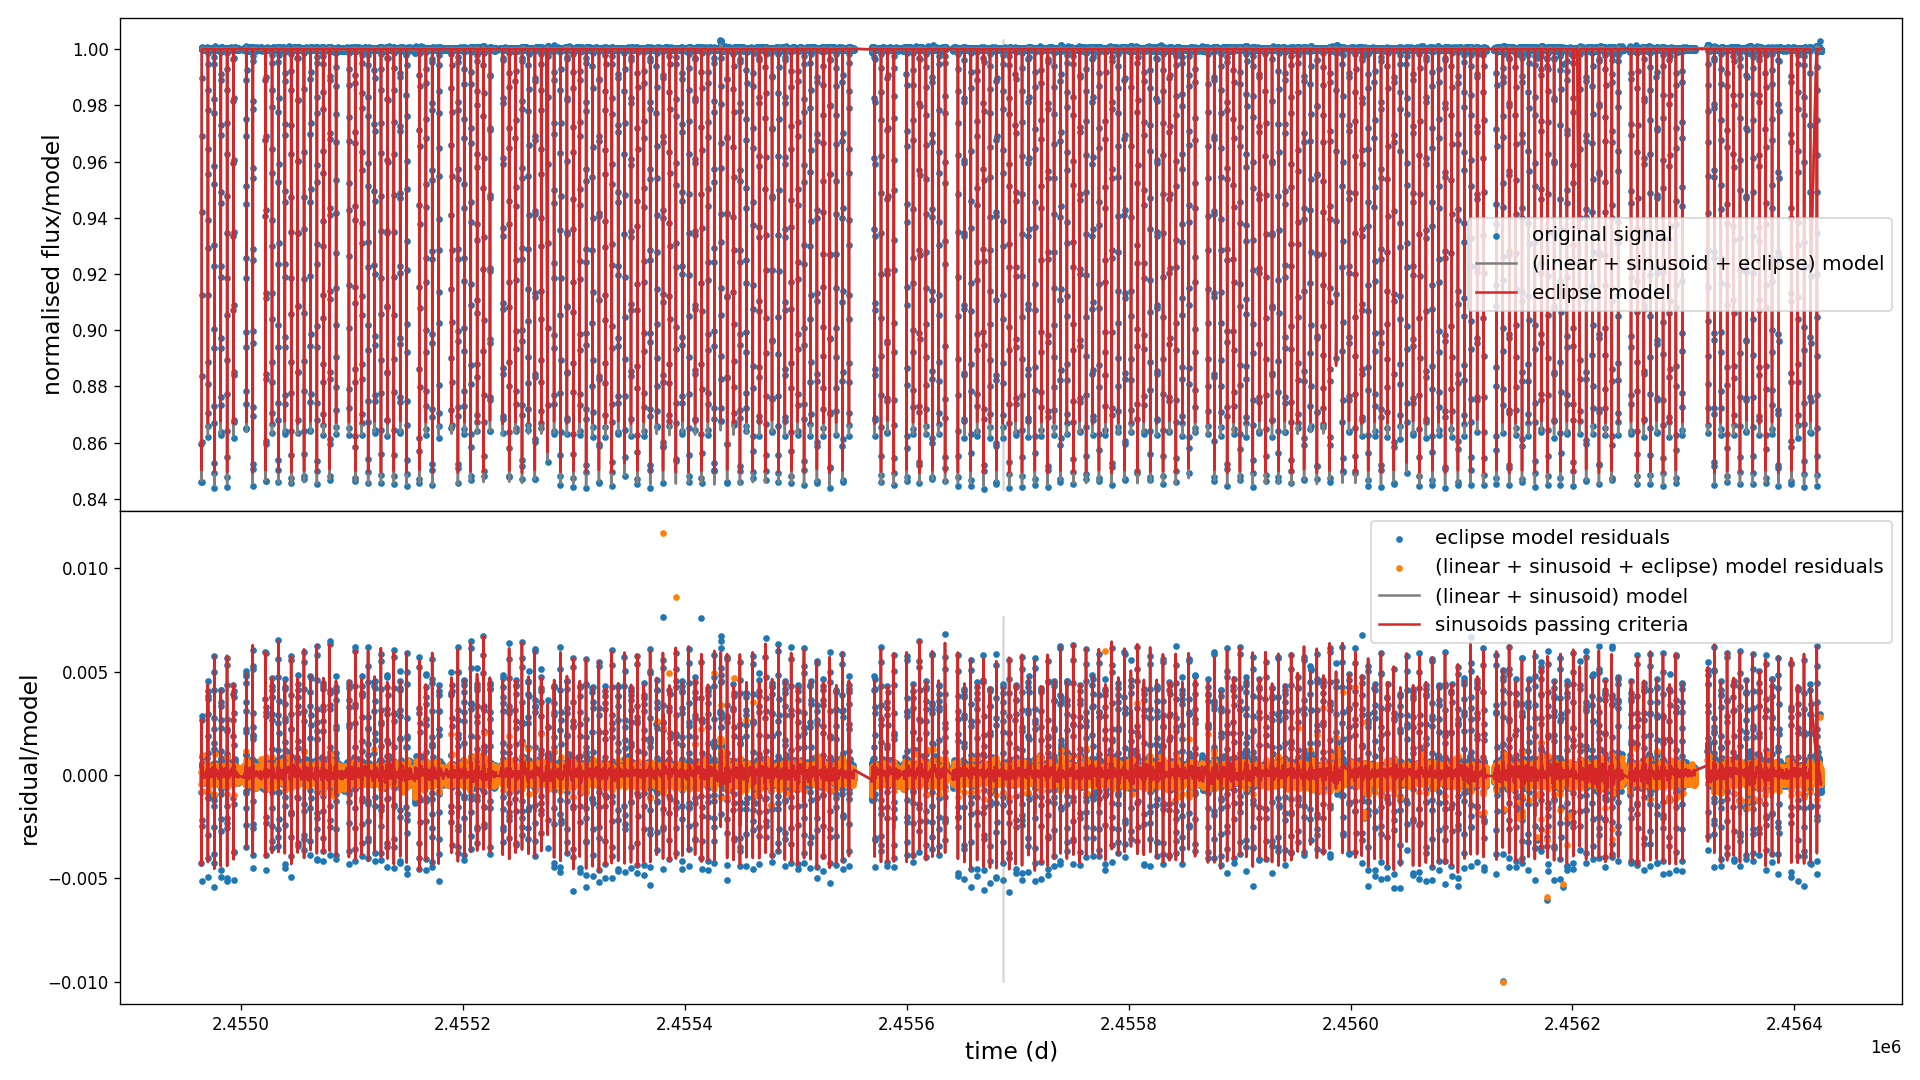 normalised flux/model
1.00
0.98
0.96
0.94
0.92
0.90
0.88
0.86
0.84
original signal
(linear + sinusoid + eclipse) model
eclipse model
residual/model
0.010
0.005
0.000
−0.005
−0.010
eclipse model residuals
(linear + sinusoid + eclipse) model residuals
(linear + sinusoid) model
sinusoids passing criteria
2.4550 2.4552 2.4554 2.4556 2.4558 2.4560 2.4562 2.4564
1e6
time (d)